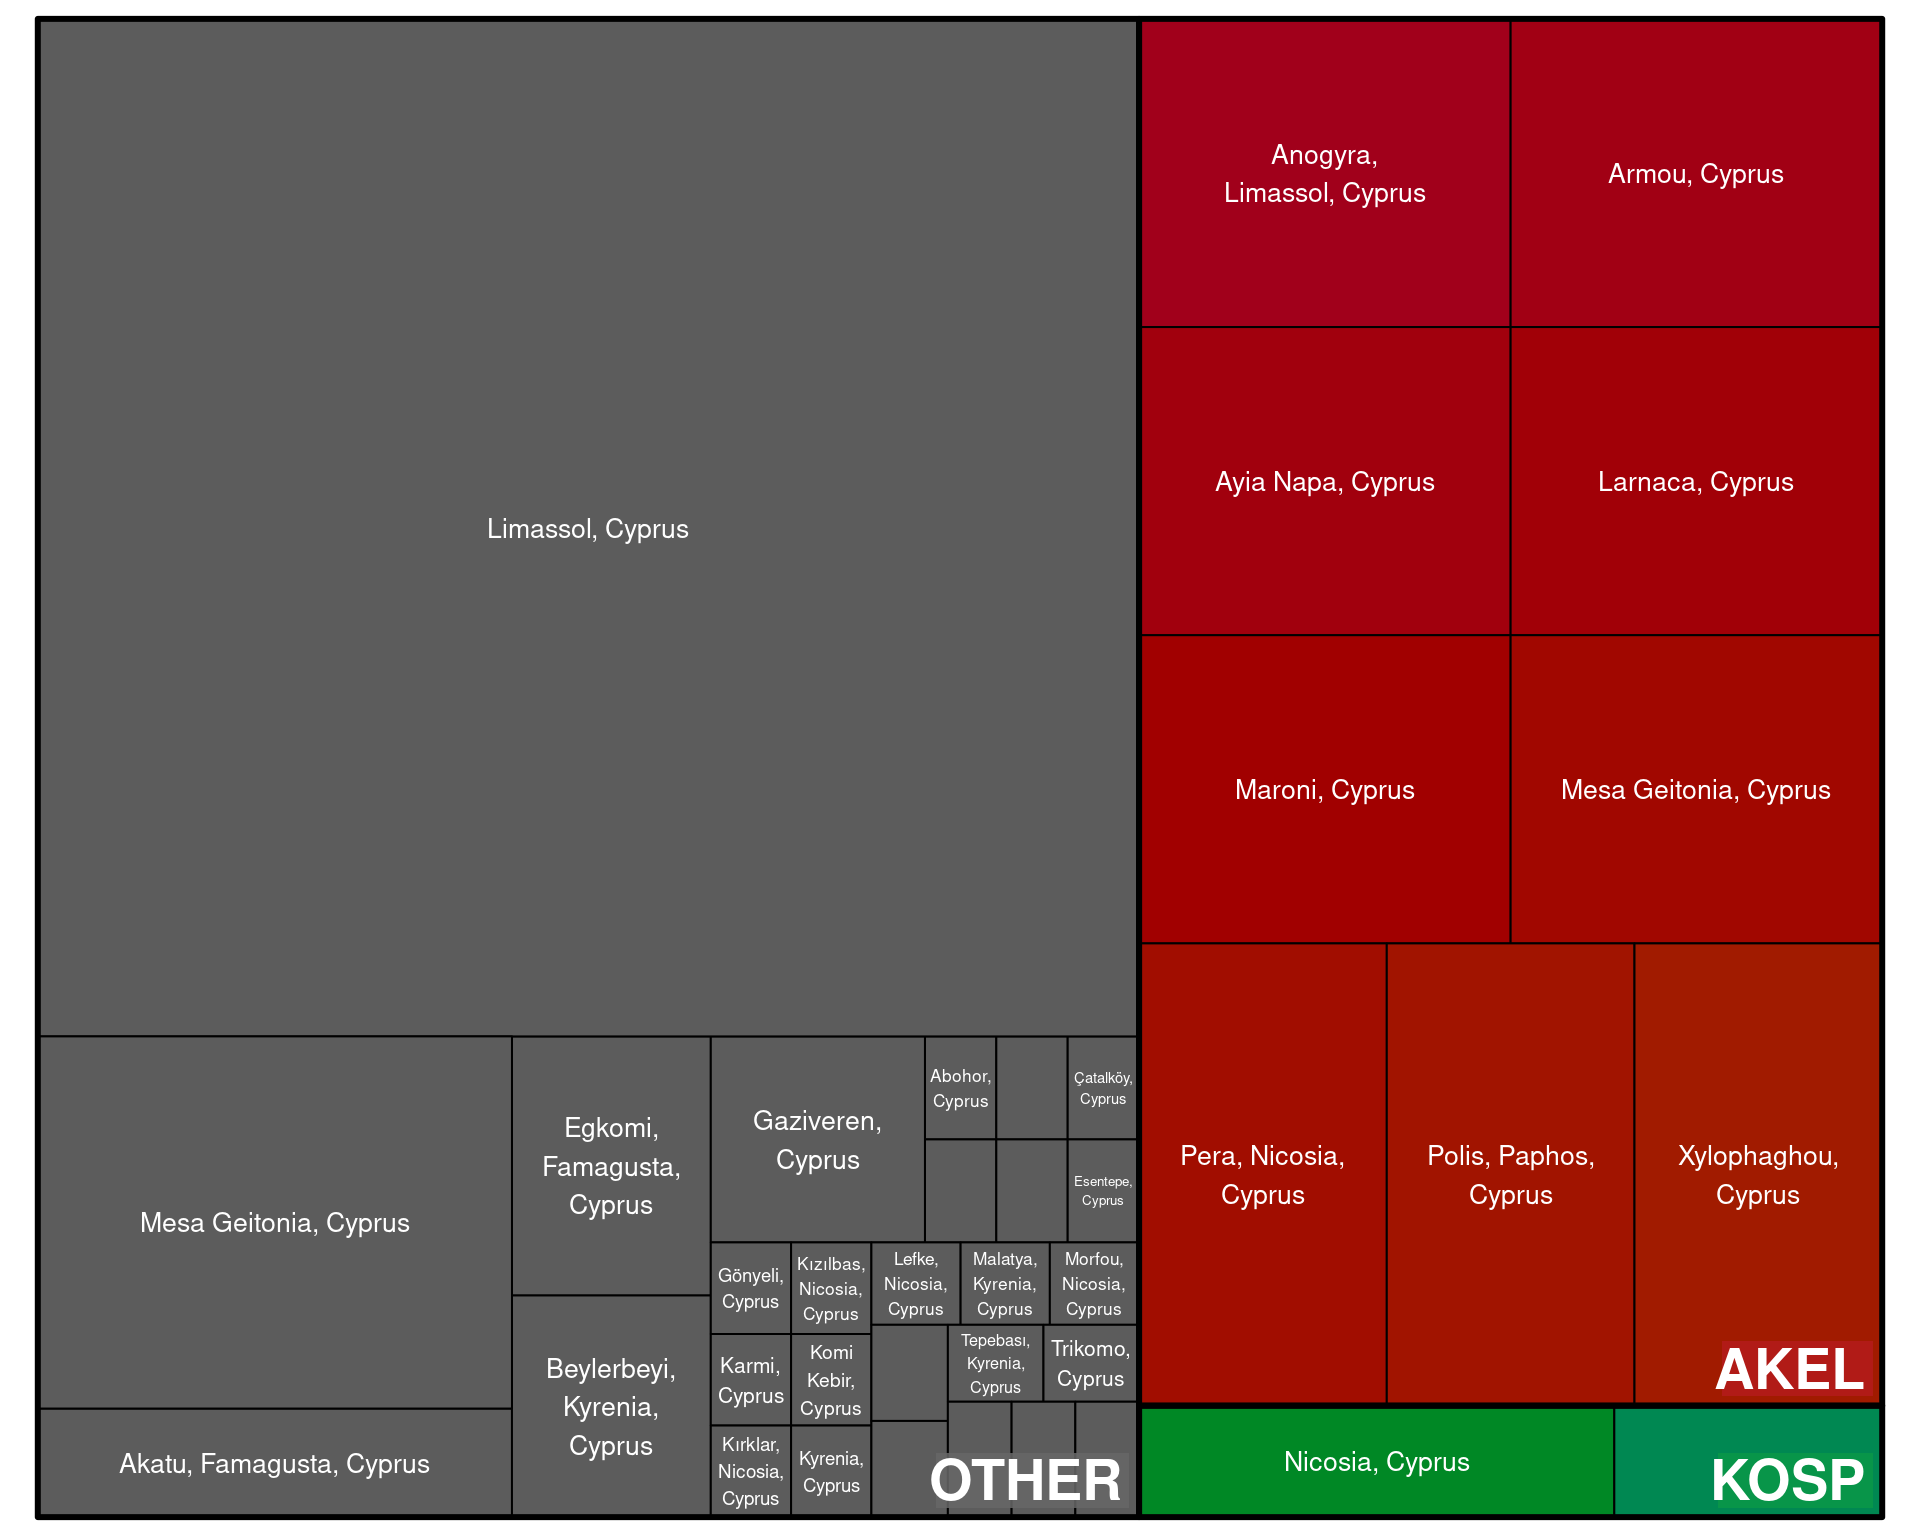 Limassol, Cyprus
Mesa Geitonia, Cyprus
Akatu, Famagusta, Cyprus
Egkomi,
Famagusta,
Cyprus
Beylerbeyi,
Kyrenia,
Cyprus
Gaziveren,
Cyprus
Abohor,
Cyprus
Çatalköy,
Cyprus
Esentepe,
Cyprus
Gönyeli,
Cyprus
Kızılbas,
Nicosia,
Cyprus
Lefke,
Nicosia,
Cyprus
Malatya,
Kyrenia,
Cyprus
Morfou,
Nicosia,
Cyprus
Karmi,
Cyprus
Komi
Kebir,
Cyprus
Tepebası,
Kyrenia,
Cyprus
Trikomo,
Cyprus
Kırklar,
Nicosia,
Cyprus
Kyrenia,
Cyprus
OTHER
Anogyra,
Limassol, Cyprus
Armou, Cyprus
Ayia Napa, Cyprus
Larnaca, Cyprus
Maroni, Cyprus
Mesa Geitonia, Cyprus
Pera, Nicosia,
Cyprus
Polis, Paphos,
Cyprus
Xylophaghou,
Cyprus
AKEL
Nicosia, Cyprus
KOSP